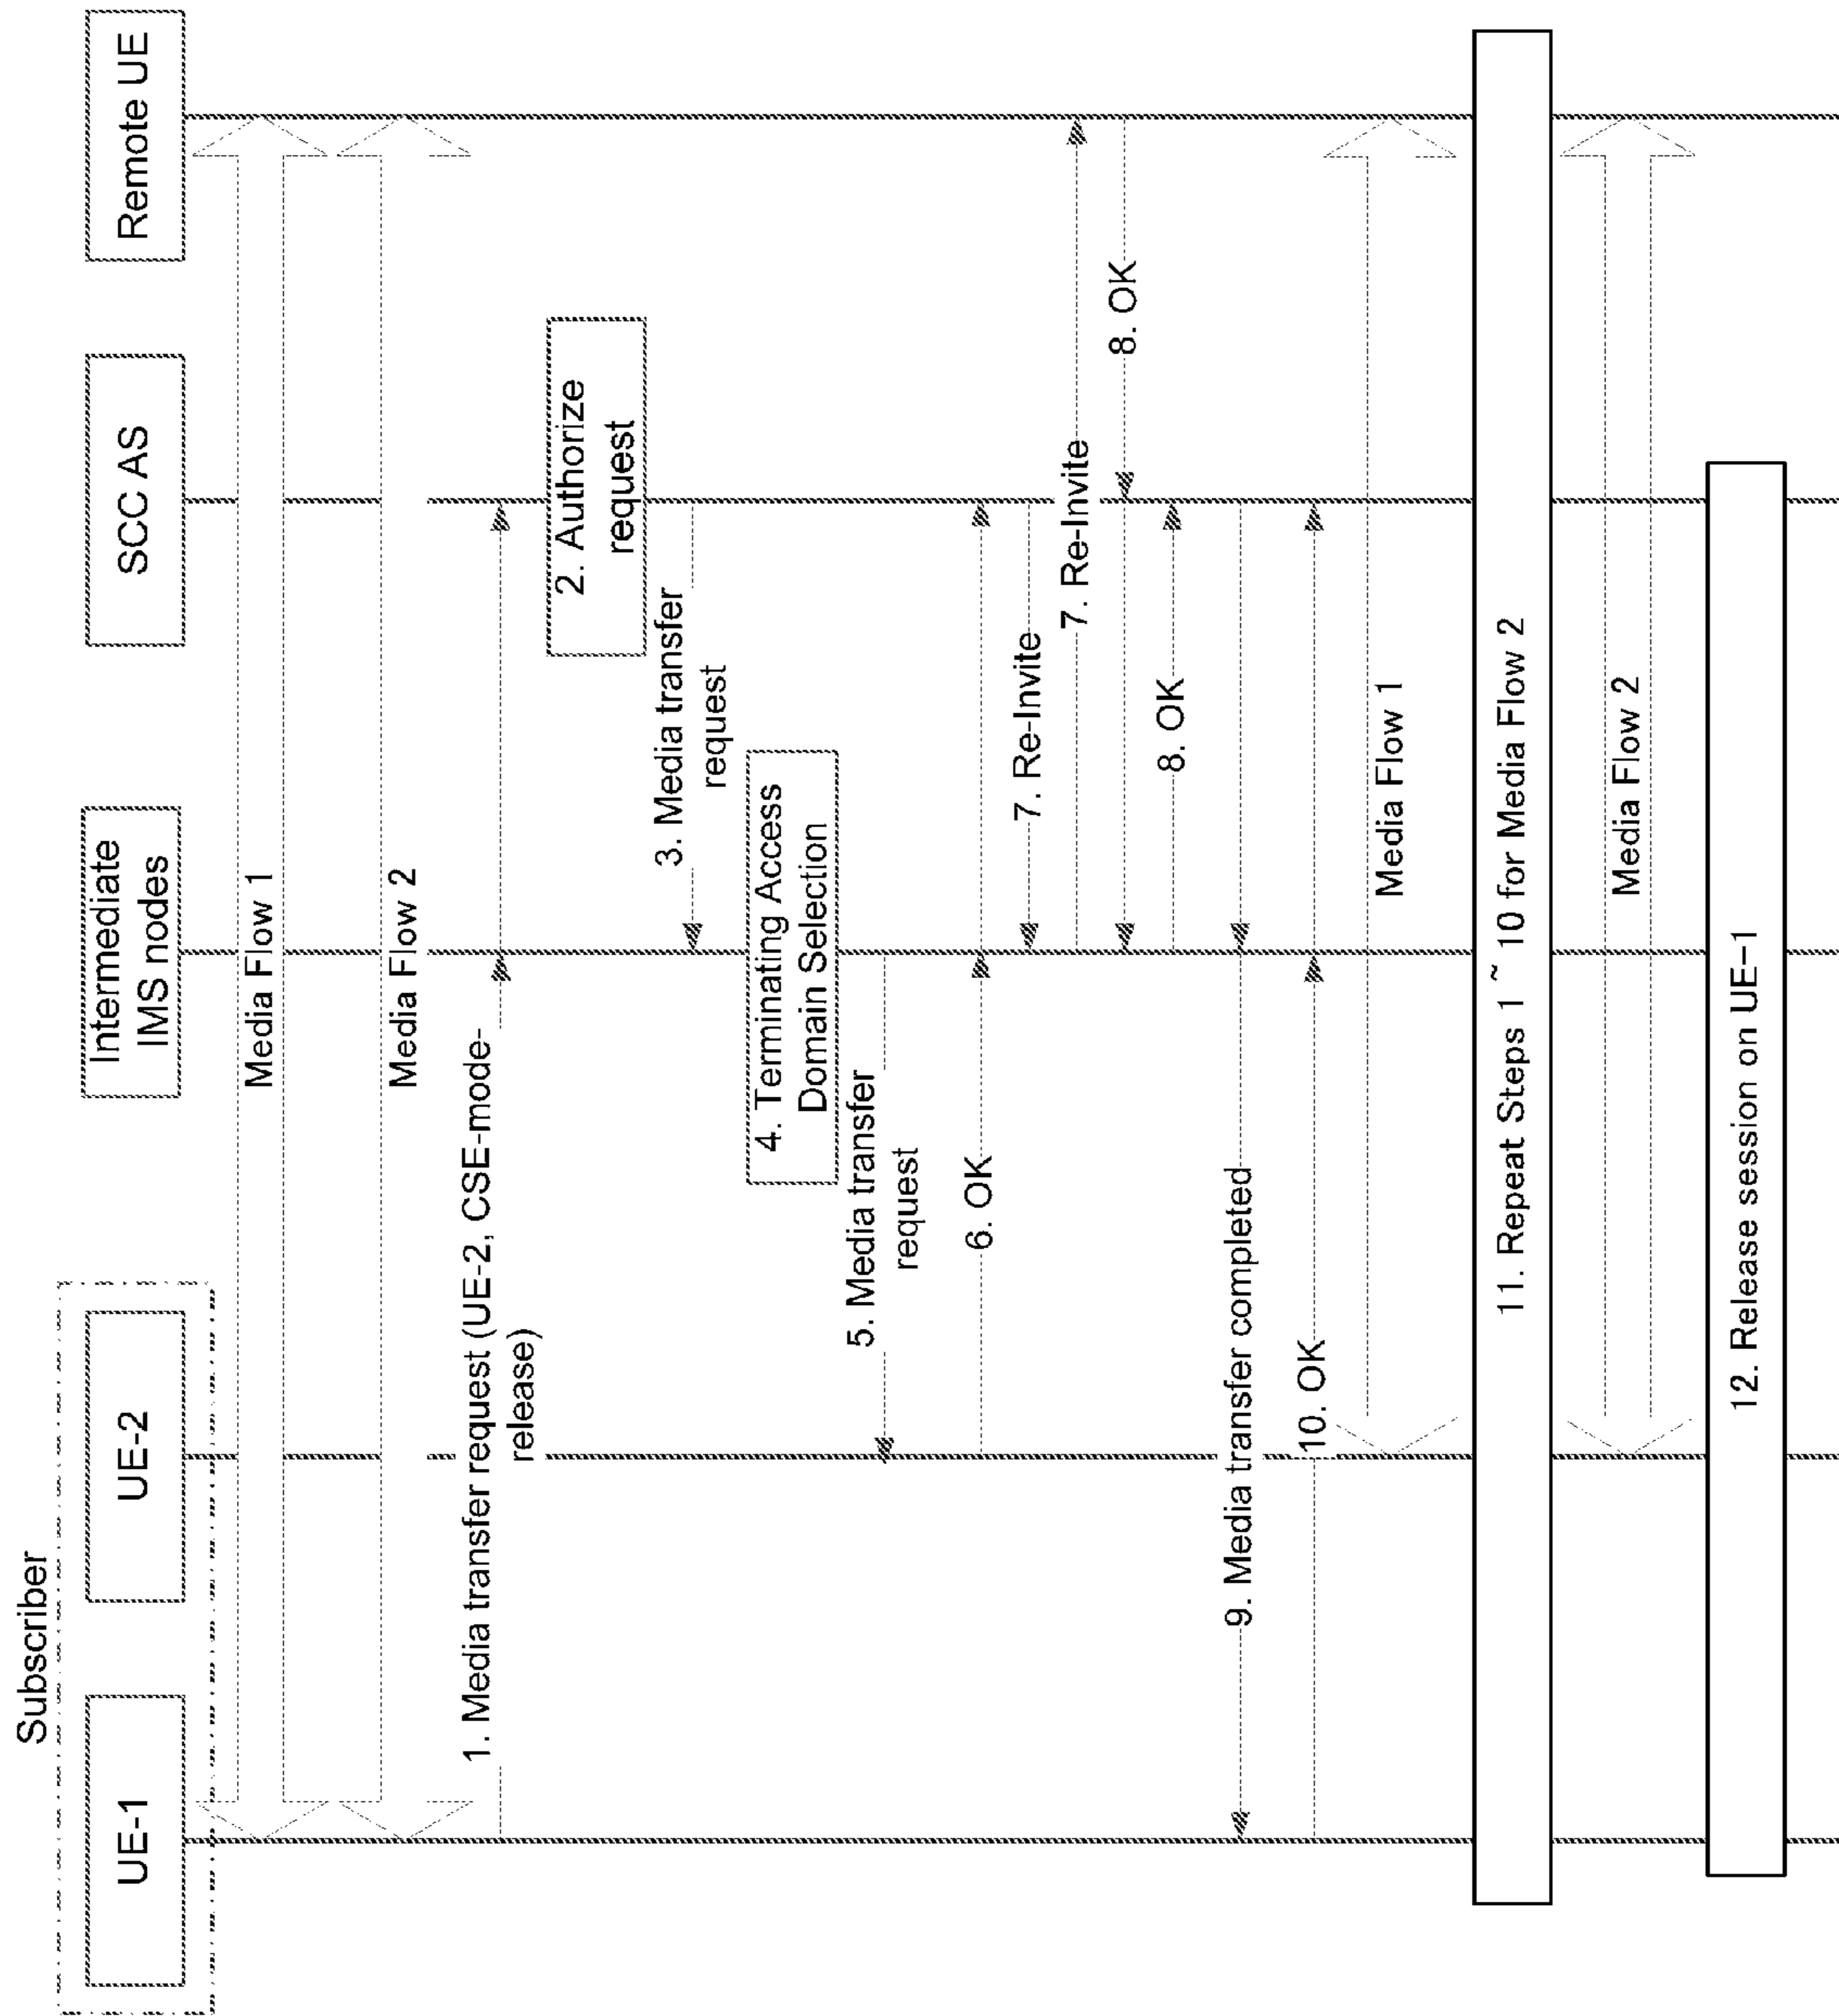 Subscriber
UE-1
UE-2
Intermediate
IMS nodes
SCC AS
Remote UE
Media Flow 1
Media Flow 2
1. Media transfer request (UE-2, CSE-mode-
release)
2. Authorize
request
3. Media transfer
request
4. Terminating Access
Domain Selection
5. Media transfer
request
6. OK
7. Re-Invite
7. Re-Invite
8. OK
8. OK
9. Media transfer completed
10. OK
Media Flow 1
11. Repeat Steps 1 ~ 10 for Media Flow 2
Media Flow 2
12. Release session on UE-1